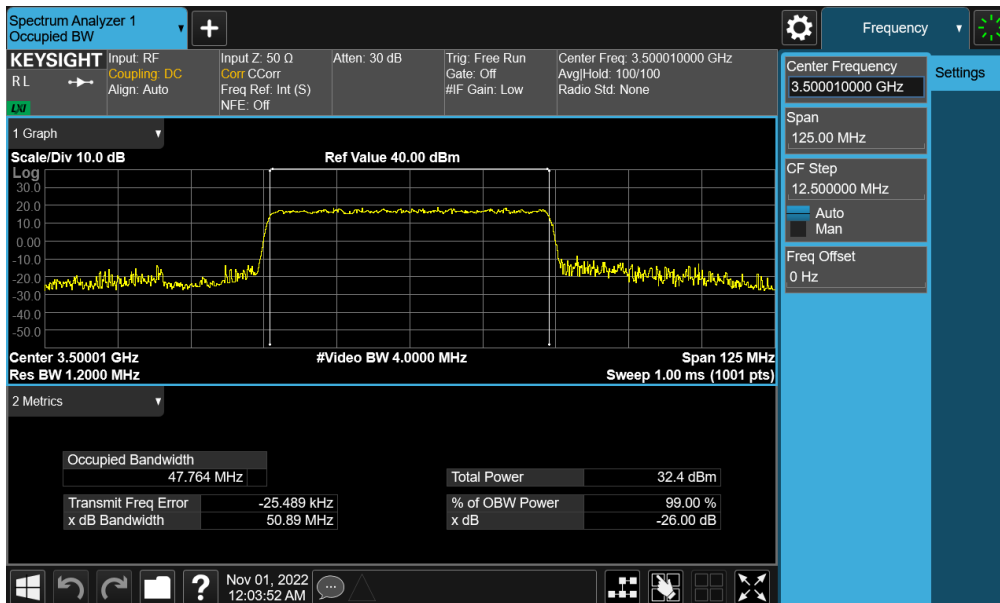 Spectrum Analyzer 1
Occupied BW
Frequency
KEYSIGHT
R L
LXI
Input: RF
Coupling: DC
Align: Auto
Input Z: 50 Ω
Corr CCorr
Freq Ref: Int (S)
NFE: Off
Atten: 30 dB
Trig: Free Run
Gate: Off
#IF Gain: Low
Center Freq: 3.500010000 GHz
Avg|Hold: 100/100
Radio Std: None
Center Frequency
3.500010000 GHz
Settings
Span
125.00 MHz
CF Step
12.500000 MHz
Auto
Man
Freq Offset
0 Hz
1 Graph
Scale/Div 10.0 dB
Ref Value 40.00 dBm
Log
30.0
20.0
10.0
0.00
-10.0
-20.0
-30.0
-40.0
-50.0
Center 3.50001 GHz
#Video BW 4.0000 MHz
Span 125 MHz
Res BW 1.2000 MHz
Sweep 1.00 ms (1001 pts)
2 Metrics
Occupied Bandwidth
47.764 MHz
Total Power 32.4 dBm
Transmit Freq Error -25.489 kHz
% of OBW Power 99.00 %
x dB Bandwidth 50.89 MHz
x dB -26.00 dB
?
Nov 01, 2022
12:03:52 AM